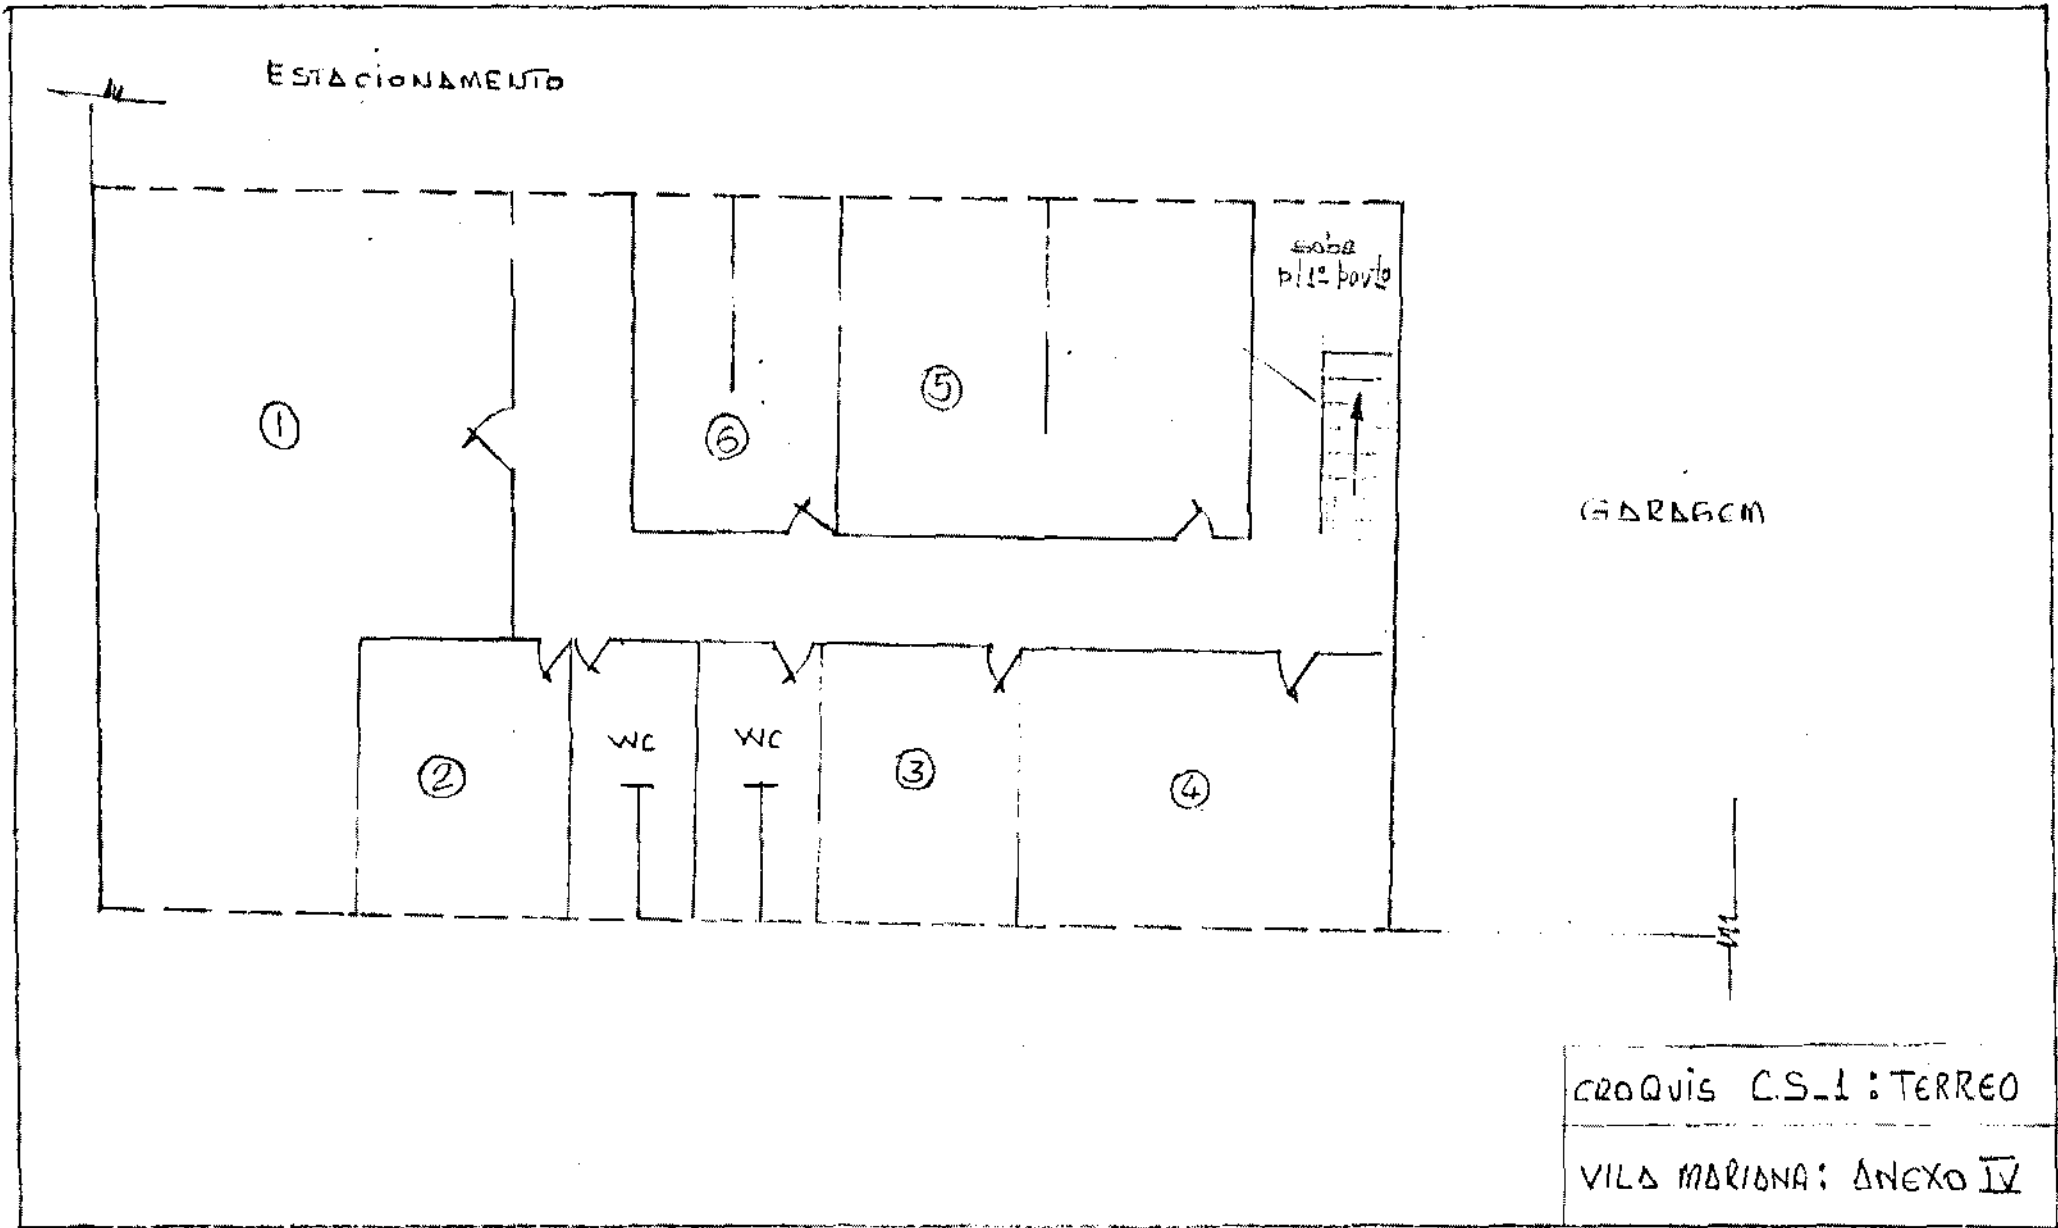 ESTACIONAMENTO
sobe
p/1º pavto
1
6
5
GARAGEM
2
WC
WC
3
4
CROQUIS C.S-1 : TERREO
VILA MARIANA: ANEXO IV